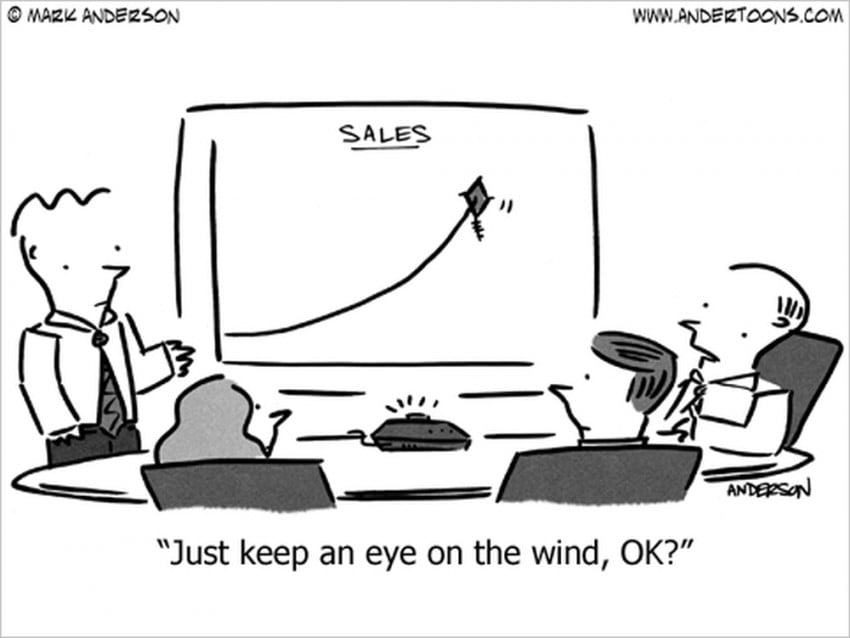 © MARK ANDERSON
WWW.ANDERTOONS.COM
SALES
ANDERSON
“Just keep an eye on the wind, OK?”